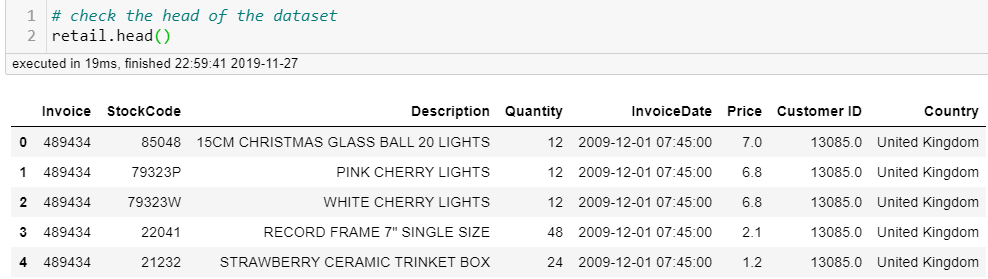 1 # check the head of the dataset
2 retail.head()
executed in 19ms, finished 22:59:41 2019-11-27
Invoice StockCode Description Quantity InvoiceDate Price Customer ID Country
0 489434 85048 15CM CHRISTMAS GLASS BALL 20 LIGHTS 12 2009-12-01 07:45:00 7.0 13085.0 United Kingdom
1 489434 79323P PINK CHERRY LIGHTS 12 2009-12-01 07:45:00 6.8 13085.0 United Kingdom
2 489434 79323W WHITE CHERRY LIGHTS 12 2009-12-01 07:45:00 6.8 13085.0 United Kingdom
3 489434 22041 RECORD FRAME 7" SINGLE SIZE 48 2009-12-01 07:45:00 2.1 13085.0 United Kingdom
4 489434 21232 STRAWBERRY CERAMIC TRINKET BOX 24 2009-12-01 07:45:00 1.2 13085.0 United Kingdom